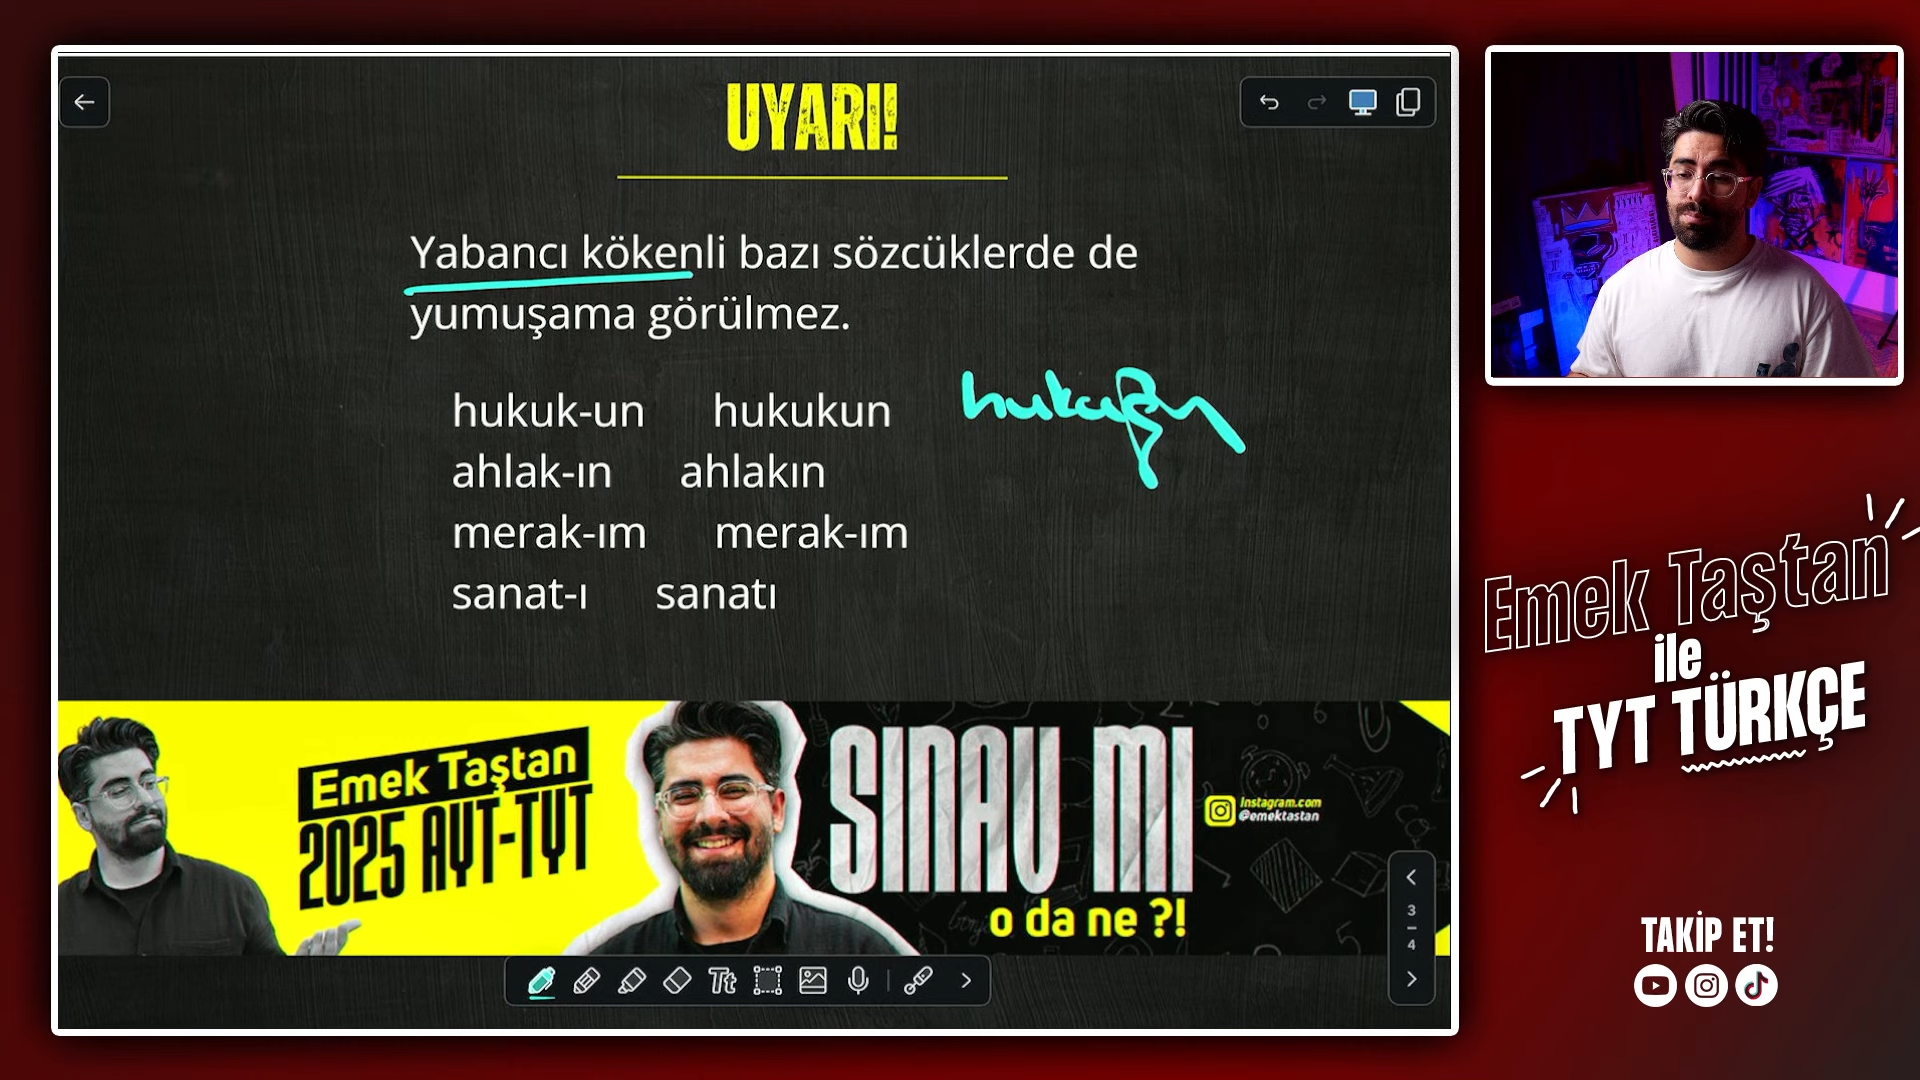 UYARI!
Yabancı kökenli bazı sözcüklerde de
yumuşama görülmez.
hukuk-un hukukun
ahlak-ın ahlakın
merak-ım merak-ım
sanat-ı sanatı
hukuğun
Emek Taştan
2025 AYT-TYT
SINAV MI
o da ne ?!
Instagram.com
@emektastan
Tt
3
4
Emek Taştan
ile
TYT TÜRKÇE
TAKİP ET!